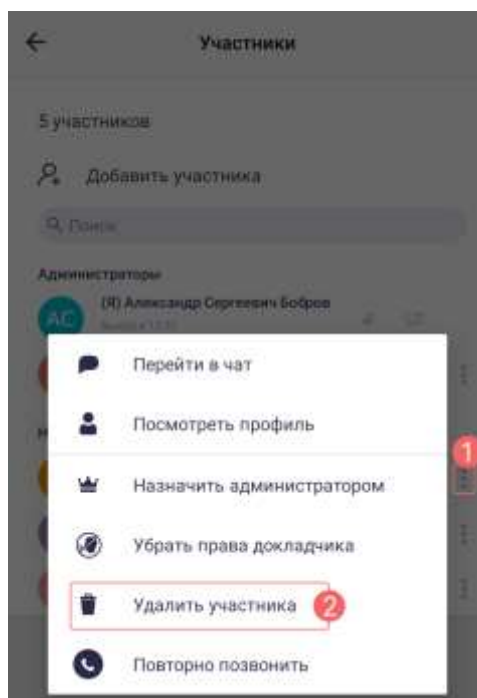 Участники
5 участников
Добавить участника
Поиск
Администраторы
(Я) Александр Сергеевич Бобров
АС
Перейти в чат
Посмотреть профиль
1
Назначить администратором
Убрать права докладчика
Удалить участника 2
Повторно позвонить